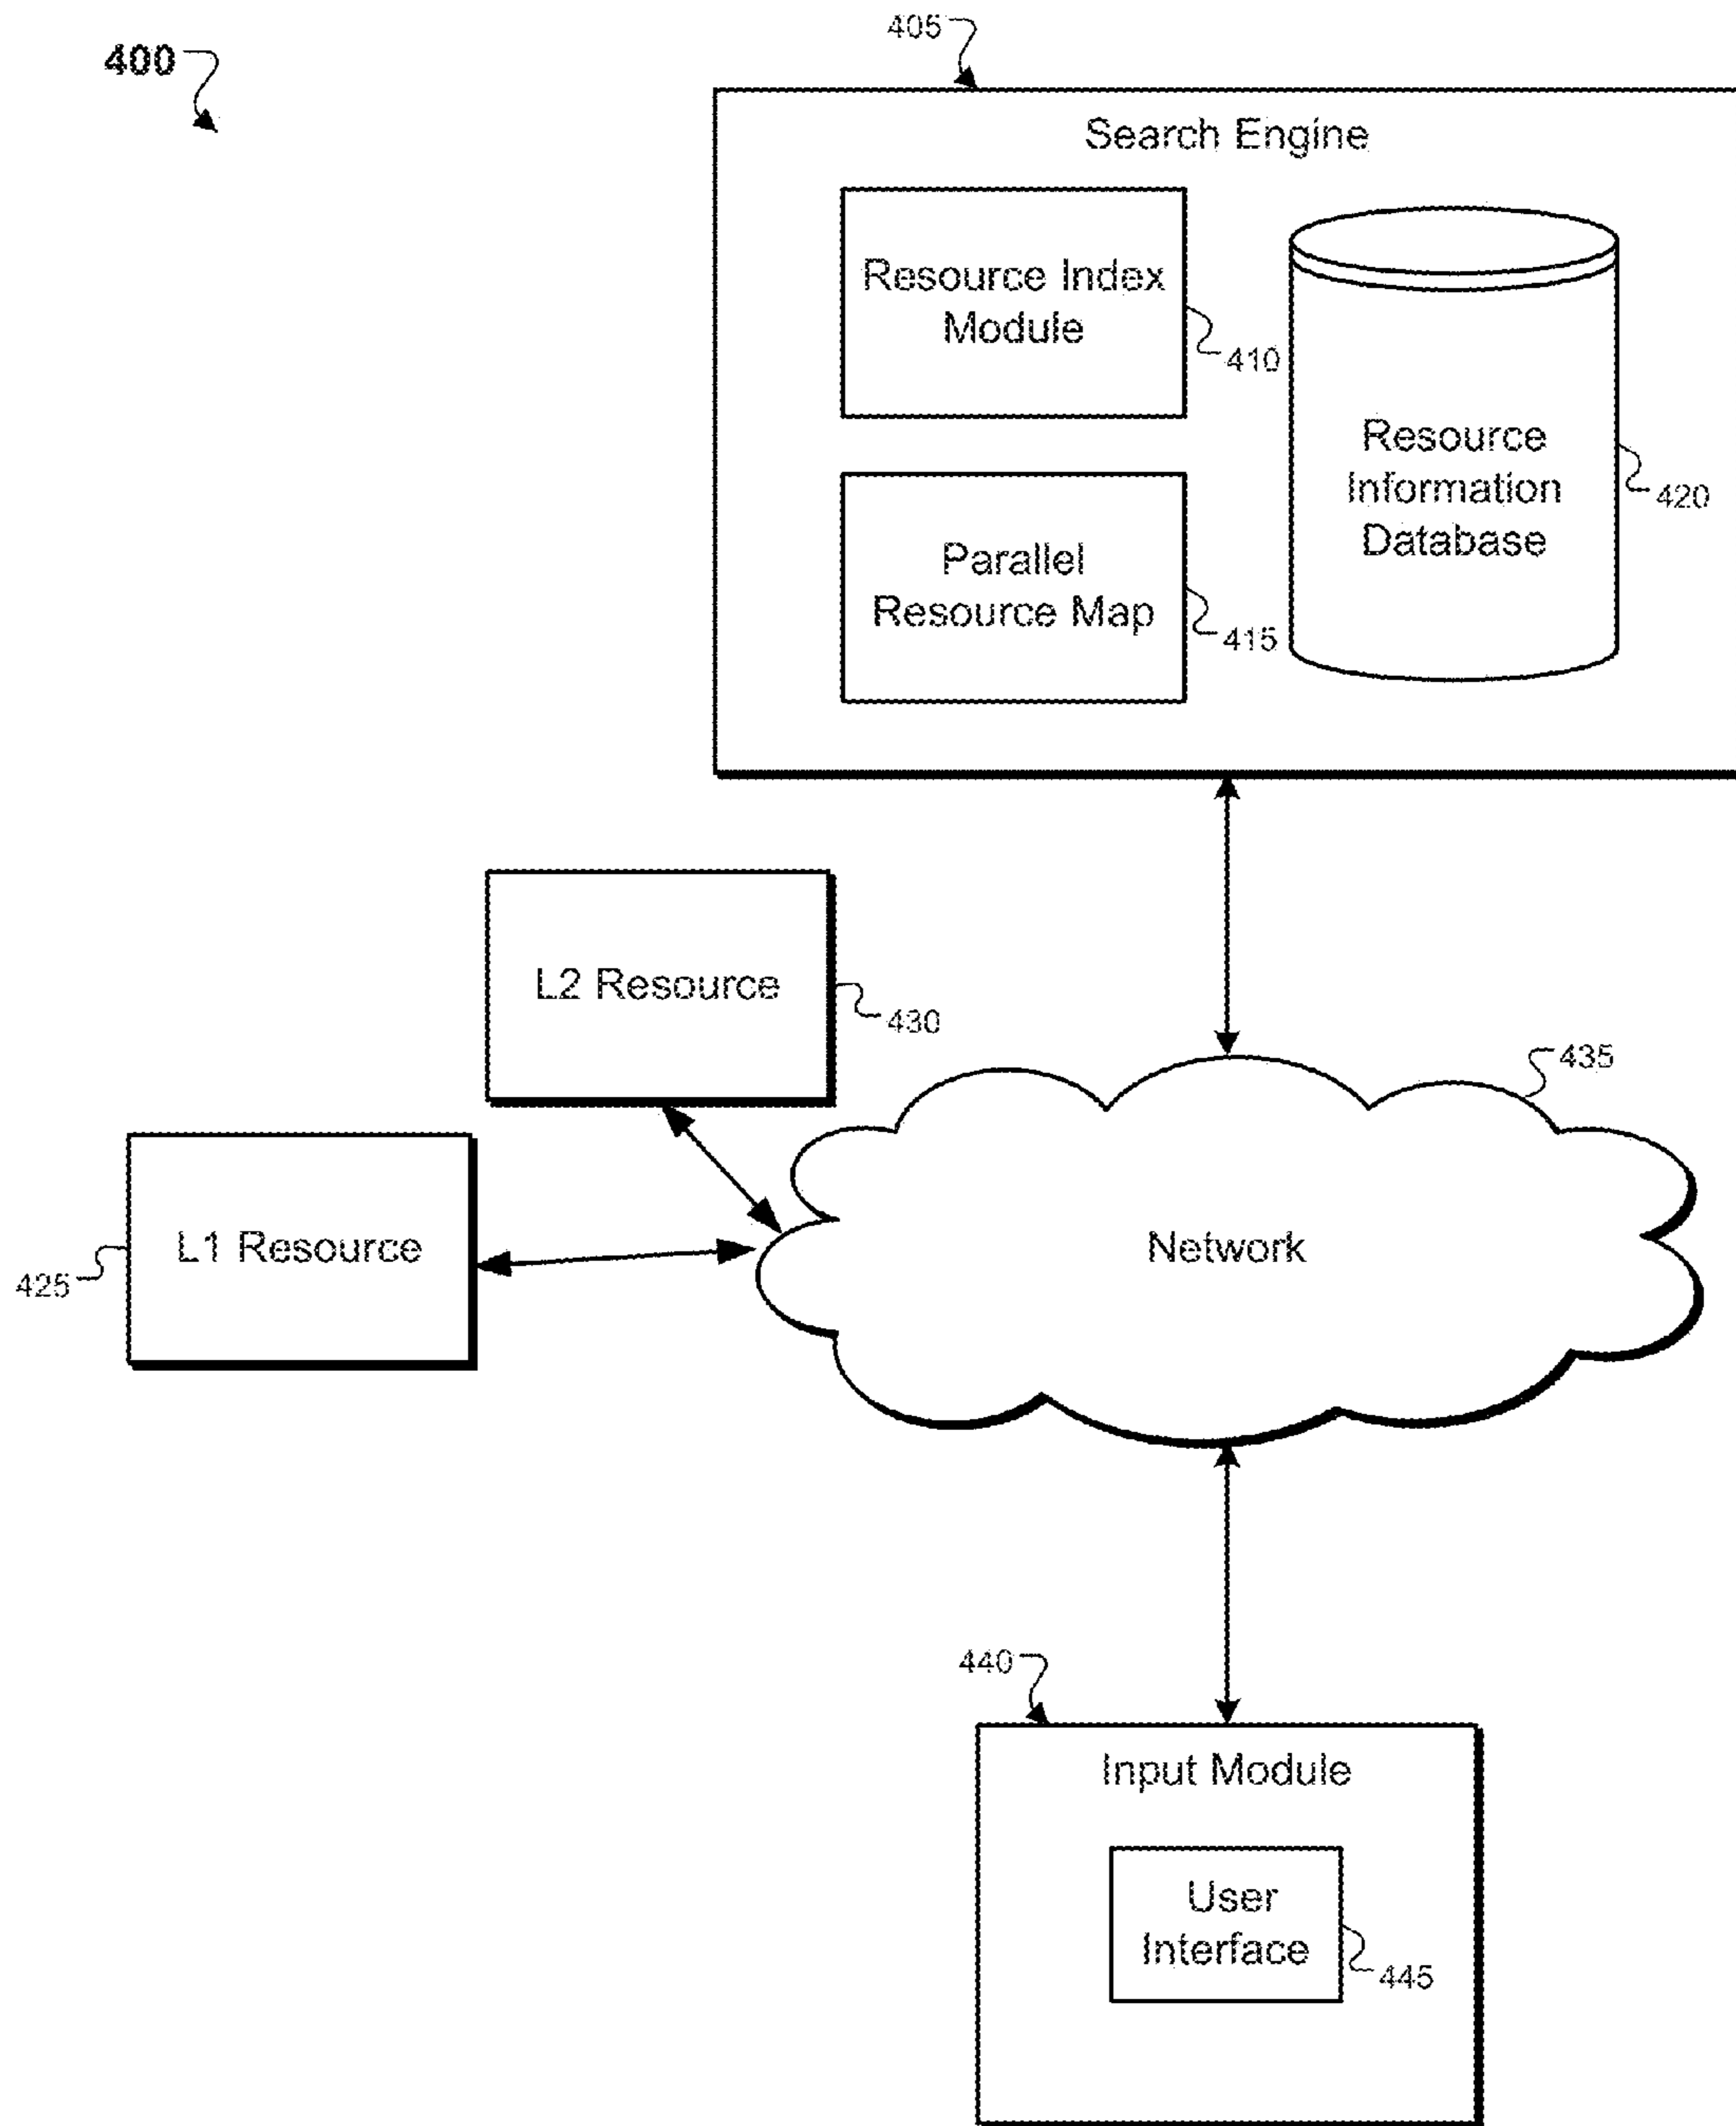 400
405
Search Engine
Resource Index
Module
410
Resource
Information
Database
420
Parallel
Resource Map
415
L2 Resource
430
435
L1 Resource
425
Network
440
Input Module
User
Interface
445